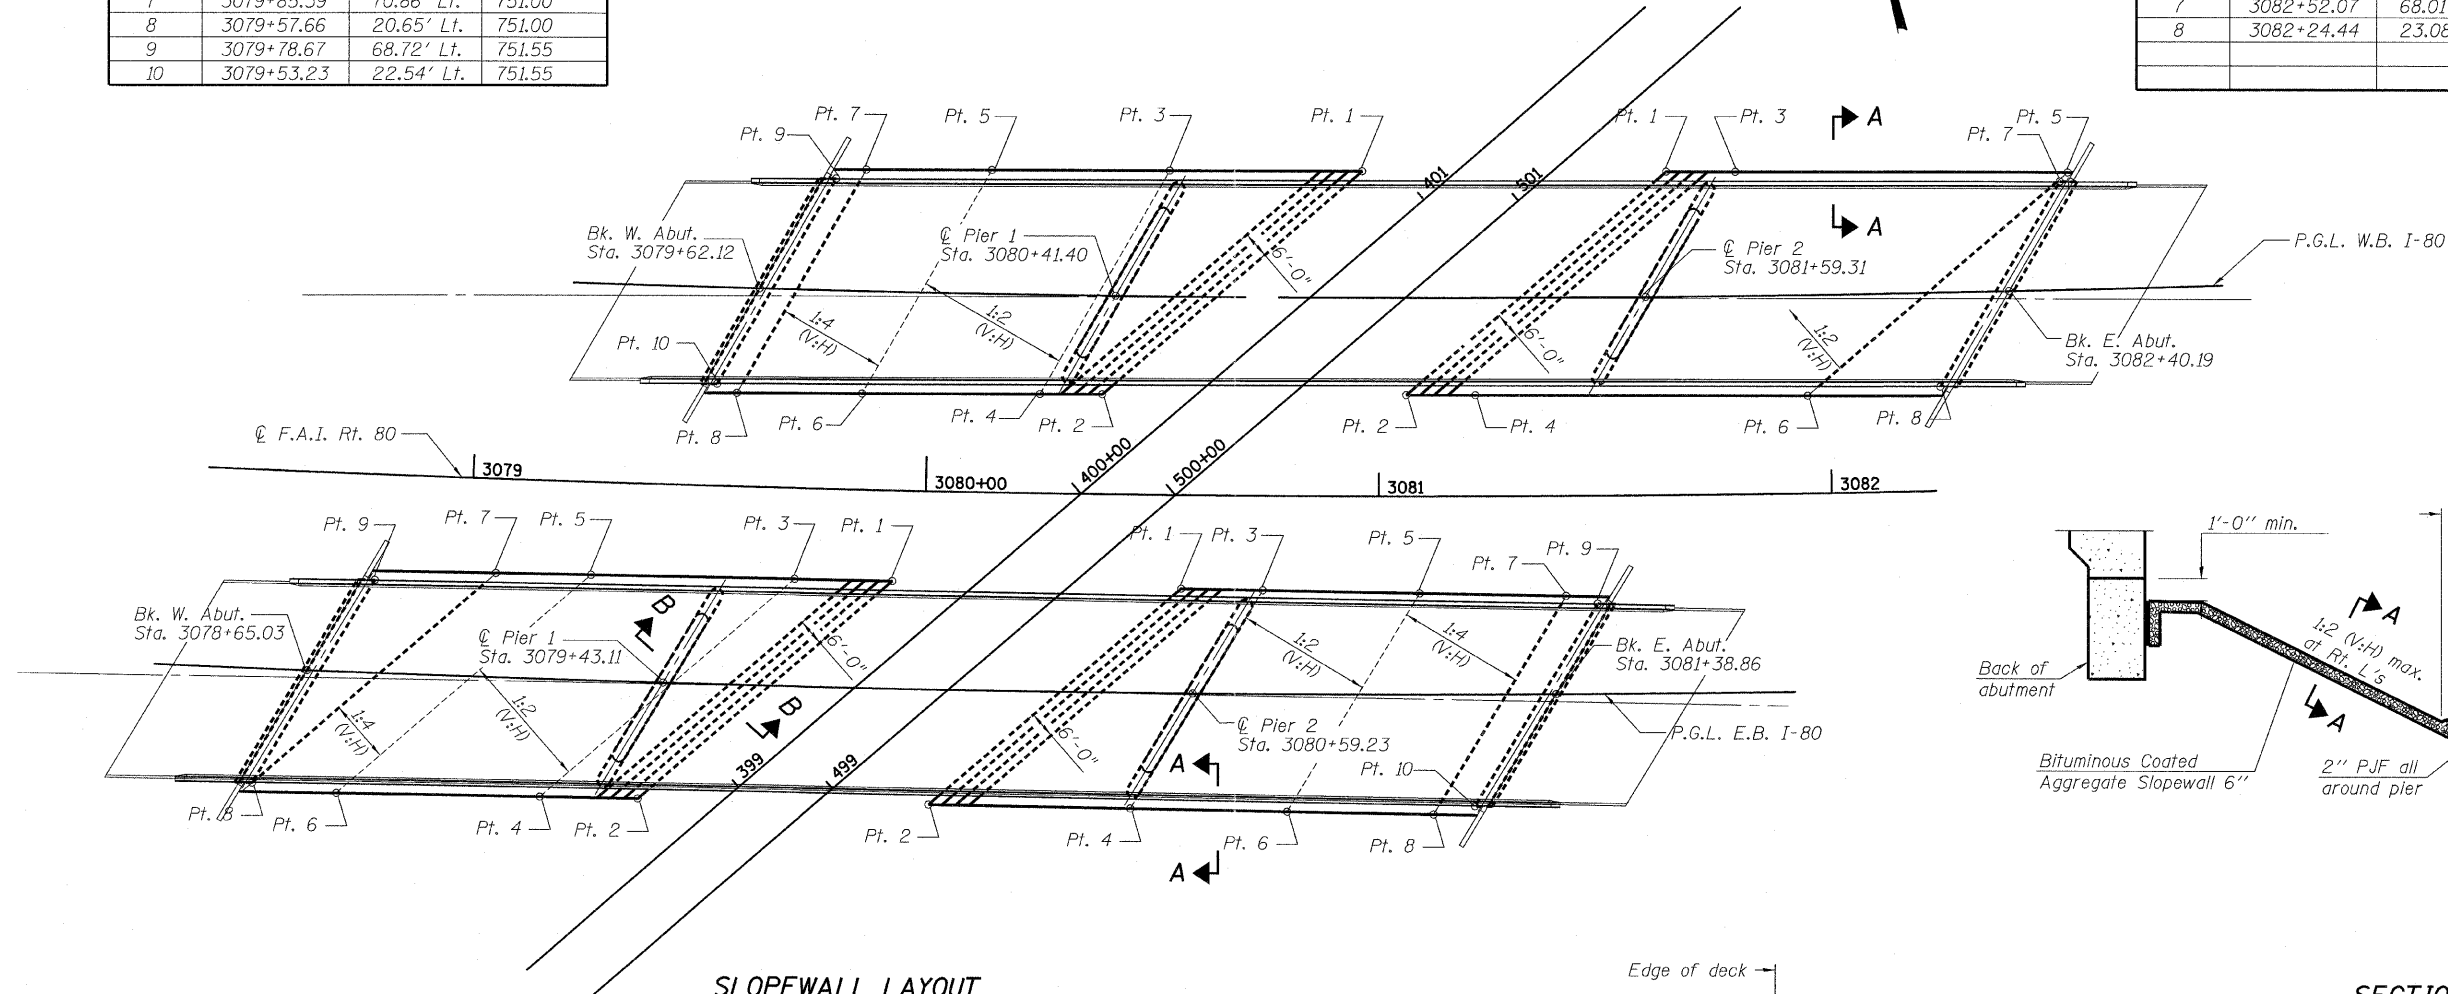 7 3079+85.39 70.86' Lt. 751.00
8 3079+57.66 20.65' Lt. 751.00
9 3079+78.67 68.72' Lt. 751.55
10 3079+53.23 22.54' Lt. 751.55
7 3082+52.07 68.01
8 3082+24.44 23.08
Pt. 9
Pt. 7
Pt. 5
Pt. 3
Pt. 1
Pt. 1
Pt. 3
A
Pt. 7
Pt. 5
401
501
Bk. W. Abut.
Sta. 3079+62.12
℄ Pier 1
Sta. 3080+41.40
6'-0"
A
℄ Pier 2
Sta. 3081+59.31
P.G.L. W.B. I-80
1:4
(V:H)
1:2
(V:H)
6'-0"
1:2
(V:H)
Pt. 10
Bk. E. Abut.
Sta. 3082+40.19
Pt. 8
Pt. 6
Pt. 4
Pt. 2
Pt. 2
Pt. 4
Pt. 6
Pt. 8
℄ F.A.I. Rt. 80
3079
3080+00
400+00
500+00
3081
3082
Pt. 9
Pt. 7
Pt. 5
Pt. 3
Pt. 1
Pt. 1
Pt. 3
Pt. 5
Pt. 7
Pt. 9
1'-0" min.
Bk. W. Abut.
Sta. 3078+65.03
B
℄ Pier 1
Sta. 3079+43.11
6'-0"
1:2
(V:H)
1:4
(V:H)
Bk. E. Abut.
Sta. 3081+38.86
A
1:2 (V:H) max.
at Rt. L's
A
Back of
abutment
1:4
(V:H)
1:2
(V:H)
B
6'-0"
℄ Pier 2
Sta. 3080+59.23
P.G.L. E.B. I-80
A
Pt. 10
399
499
Bituminous Coated
Aggregate Slopewall 6"
2" PJF all
around pier
Pt. 8
Pt. 6
Pt. 4
Pt. 2
Pt. 2
Pt. 4
Pt. 6
Pt. 8
A
Edge of deck
SLOPEWALL LAYOUT
SECTIO